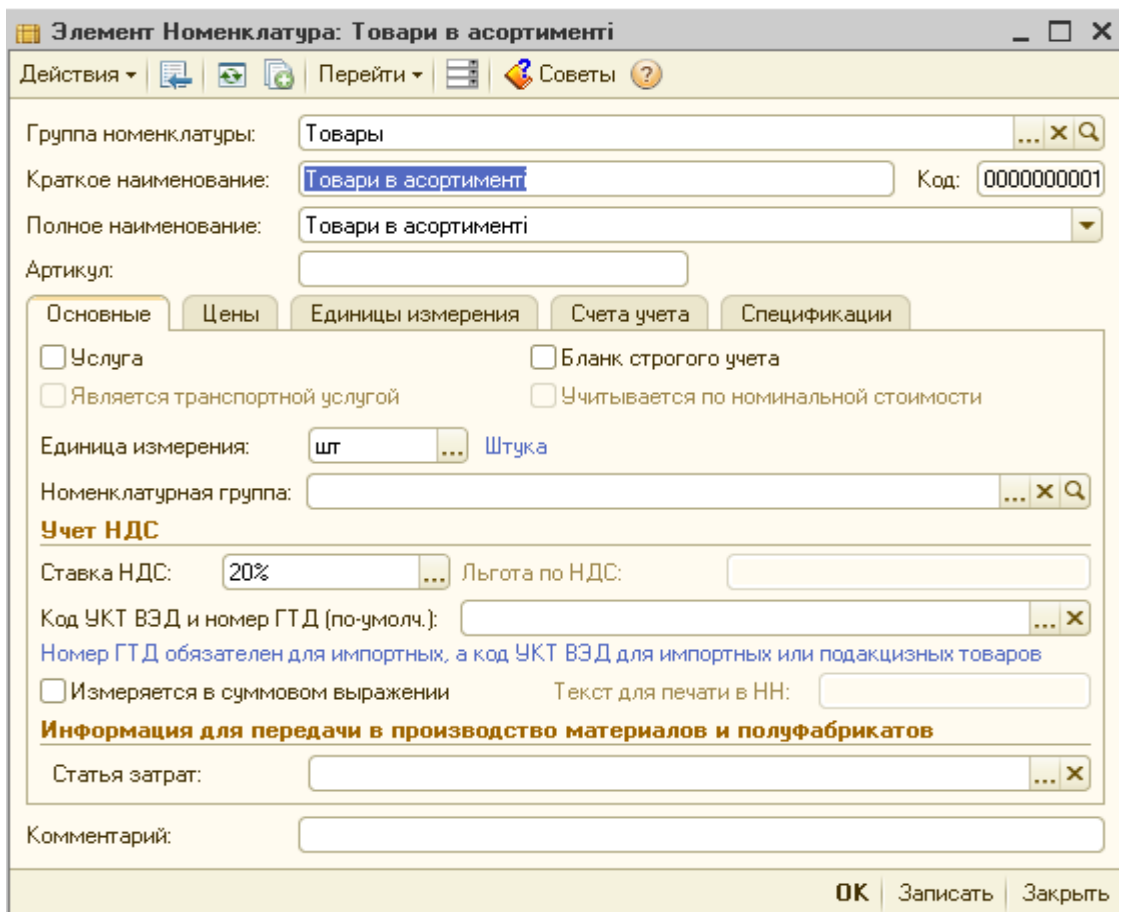 Элемент Номенклатура: Товари в асортименті
Действия Перейти Советы ?
Группа номенклатуры: Товары ...
Краткое наименование: Товари в асортименті Код: 0000000001
Полное наименование: Товари в асортименті
Артикул:
Основные Цены Единицы измерения Счета учета Спецификации
Услуга Бланк строгого учета
Является транспортной услугой Учитывается по номинальной стоимости
Единица измерения: шт ... Штука
Номенклатурная группа: ...
Учет НДС
Ставка НДС: 20% ... Льгота по НДС:
Код УКТ ВЭД и номер ГТД (по-умолч.): ...
Номер ГТД обязателен для импортных, а код УКТ ВЭД для импортных или подакцизных товаров
Измеряется в суммовом выражении Текст для печати в НН:
Информация для передачи в производство материалов и полуфабрикатов
Статья затрат: ...
Комментарий:
OK Записать Закрыть